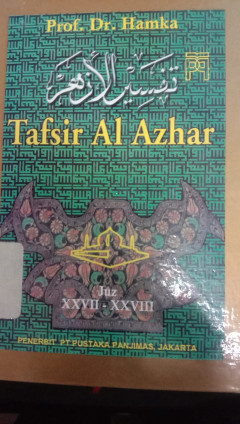 Prof. Dr. Hamka
تفسير الأزهر
Tafsir Al Azhar
Juz
XXVII - XXVIII
PENERBIT PT. PUSTAKA PANJIMAS, JAKARTA